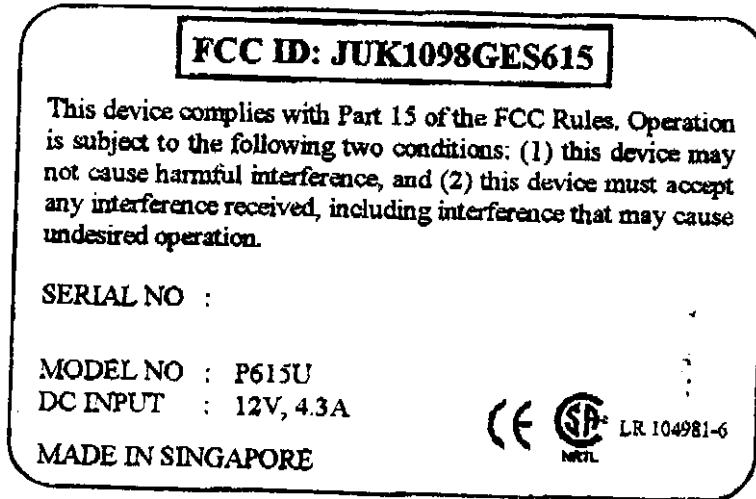 FCC ID: JUK1098GES615
This device complies with Part 15 of the FCC Rules. Operation
is subject to the following two conditions: (1) this device may
not cause harmful interference, and (2) this device must accept
any interference received, including interference that may cause
undesired operation.
SERIAL NO :
MODEL NO : P615U
DC INPUT : 12V, 4.3A
CE SA LR 104981-6
NRTL
MADE IN SINGAPORE